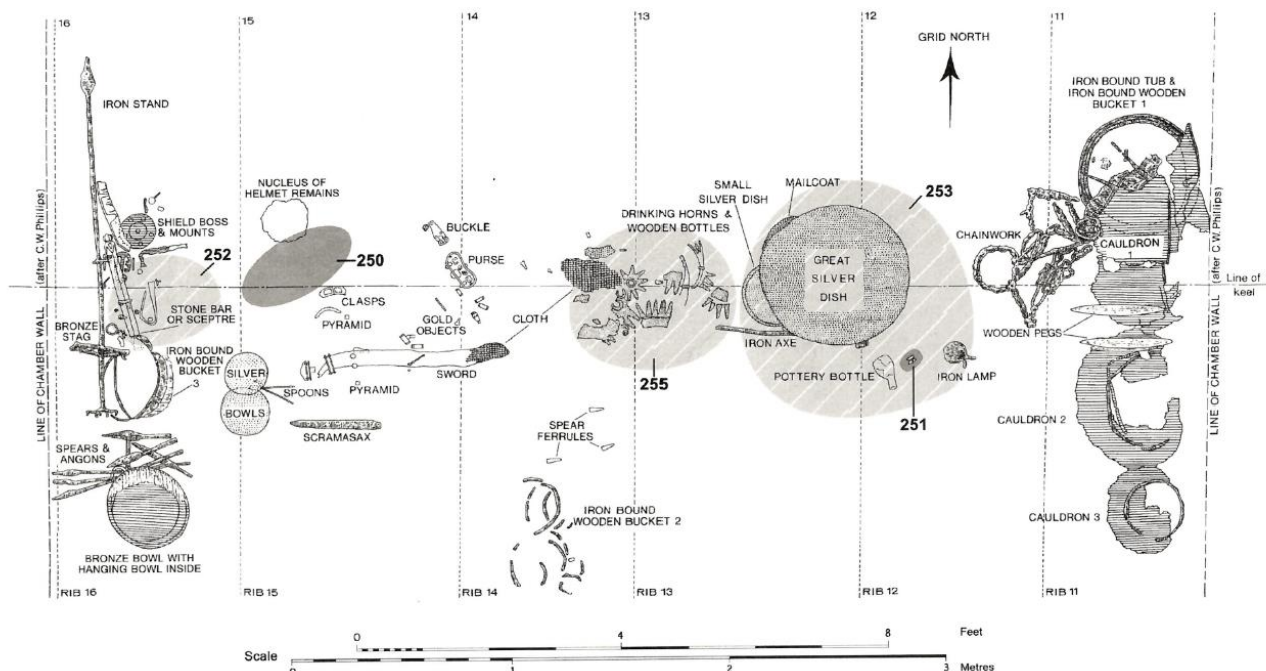 16
15
14
13
12
11
GRID NORTH
IRON STAND
IRON BOUND TUB &
IRON BOUND WOODEN
BUCKET 1
LINE OF CHAMBER WALL (after C.W. Phillips)
NUCLEUS OF
HELMET REMAINS
SHIELD BOSS
& MOUNTS
252
250
BUCKLE
PURSE
SMALL
SILVER DISH
MAILCOAT
253
DRINKING HORNS &
WOODEN BOTTLES
CHAINWORK
CAULDRON
1
LINE OF CHAMBER WALL (after C.W. Phillips)
GREAT
SILVER
DISH
Line of
keel
STONE BAR
OR SCEPTRE
CLASPS
PYRAMID
GOLD
OBJECTS
CLOTH
BRONZE
STAG
IRON BOUND
WOODEN
BUCKET
3
SILVER
BOWLS
SPOONS
PYRAMID
SWORD
255
IRON AXE
WOODEN PEGS
POTTERY BOTTLE
251
IRON LAMP
SCRAMASAX
SPEAR
FERRULES
CAULDRON 2
SPEARS &
ANGONS
IRON BOUND
WOODEN BUCKET 2
CAULDRON 3
BRONZE BOWL WITH
HANGING BOWL INSIDE
RIB 16
RIB 15
RIB 14
RIB 13
RIB 12
RIB 11
Scale
0 4 8 Feet
0 1 2 3 Metres